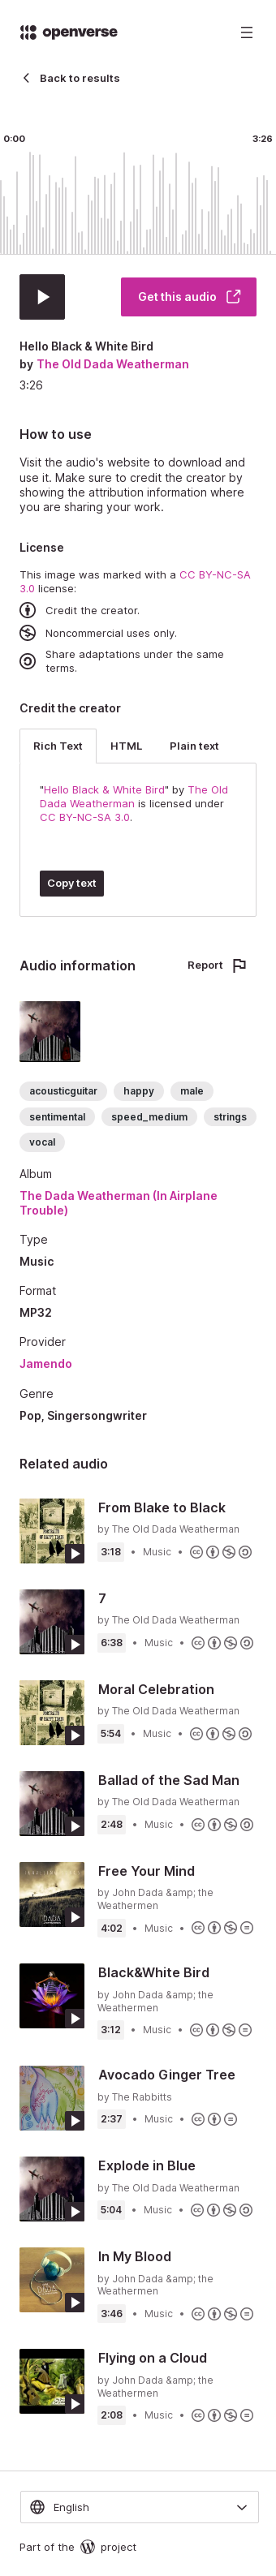 openverse
Back to results
0:00 3:26
Get this audio
Hello Black & White Bird
by The Old Dada Weatherman
3:26
How to use
Visit the audio's website to download and
use it. Make sure to credit the creator by
showing the attribution information where
you are sharing your work.
License
This image was marked with a CC BY-NC-SA
3.0 license:
Credit the creator.
Noncommercial uses only.
Share adaptations under the same
terms.
Credit the creator
Rich Text HTML Plain text
"Hello Black & White Bird" by The Old
Dada Weatherman is licensed under
CC BY-NC-SA 3.0.
Copy text
Audio information Report
acousticguitar happy male
sentimental speed_medium strings
vocal
Album
The Dada Weatherman (In Airplane
Trouble)
Type
Music
Format
MP32
Provider
Jamendo
Genre
Pop, Singersongwriter
Related audio
From Blake to Black
by The Old Dada Weatherman
3:18 • Music •
7
by The Old Dada Weatherman
6:38 • Music •
Moral Celebration
by The Old Dada Weatherman
5:54 • Music •
Ballad of the Sad Man
by The Old Dada Weatherman
2:48 • Music •
Free Your Mind
by John Dada &amp; the
Weathermen
4:02 • Music •
Black&White Bird
by John Dada &amp; the
Weathermen
3:12 • Music •
Avocado Ginger Tree
by The Rabbitts
2:37 • Music •
Explode in Blue
by The Old Dada Weatherman
5:04 • Music •
In My Blood
by John Dada &amp; the
Weathermen
3:46 • Music •
Flying on a Cloud
by John Dada &amp; the
Weathermen
2:08 • Music •
English
Part of the project